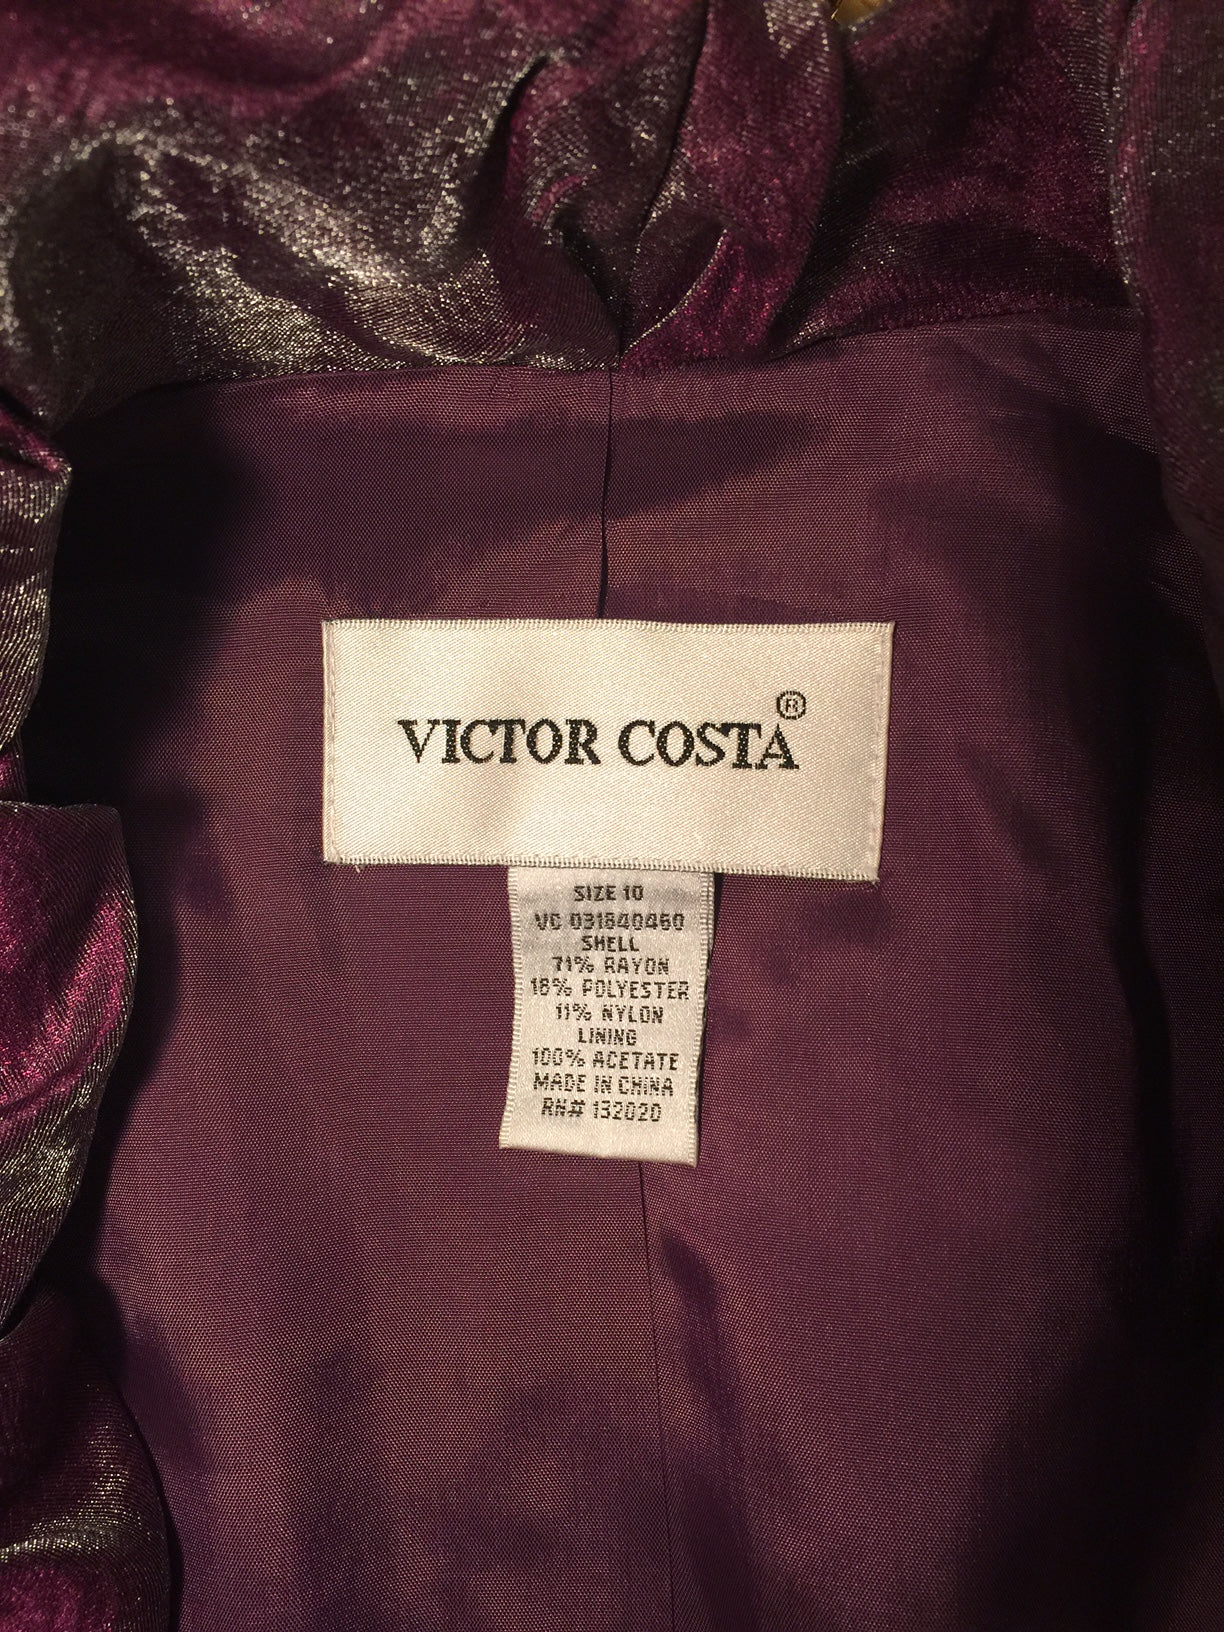 VICTOR COSTA®
SIZE 10
VC 031840460
SHELL
71% RAYON
18% POLYESTER
11% NYLON
LINING
100% ACETATE
MADE IN CHINA
RN# 132020